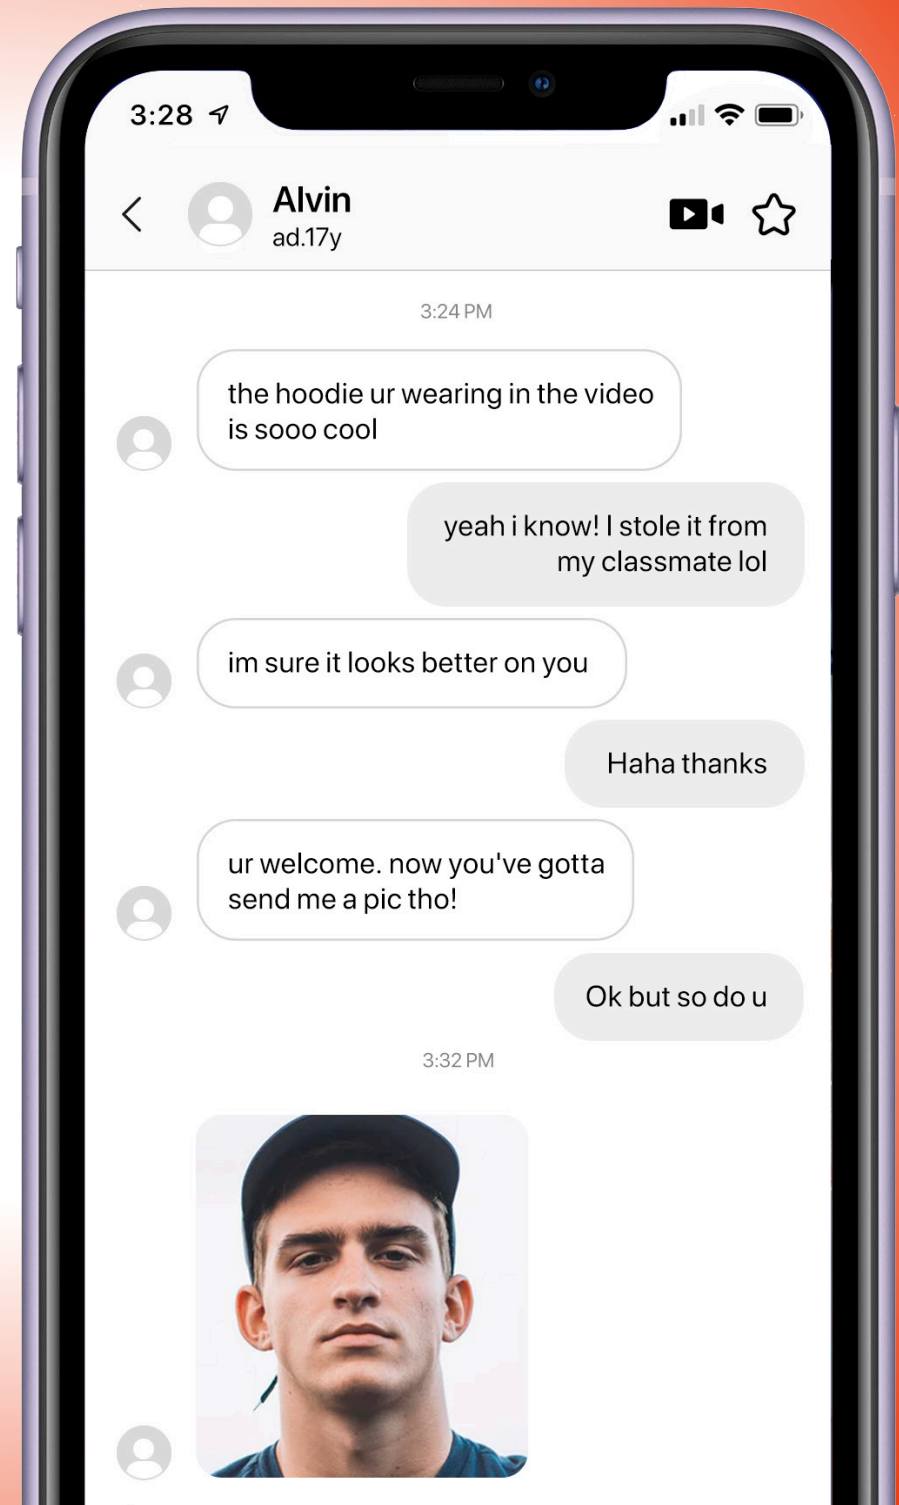 3:28
Alvin
ad.17y
3:24 PM
the hoodie ur wearing in the video
is sooo cool
yeah i know! I stole it from
my classmate lol
im sure it looks better on you
Haha thanks
ur welcome. now you've gotta
send me a pic tho!
Ok but so do u
3:32 PM